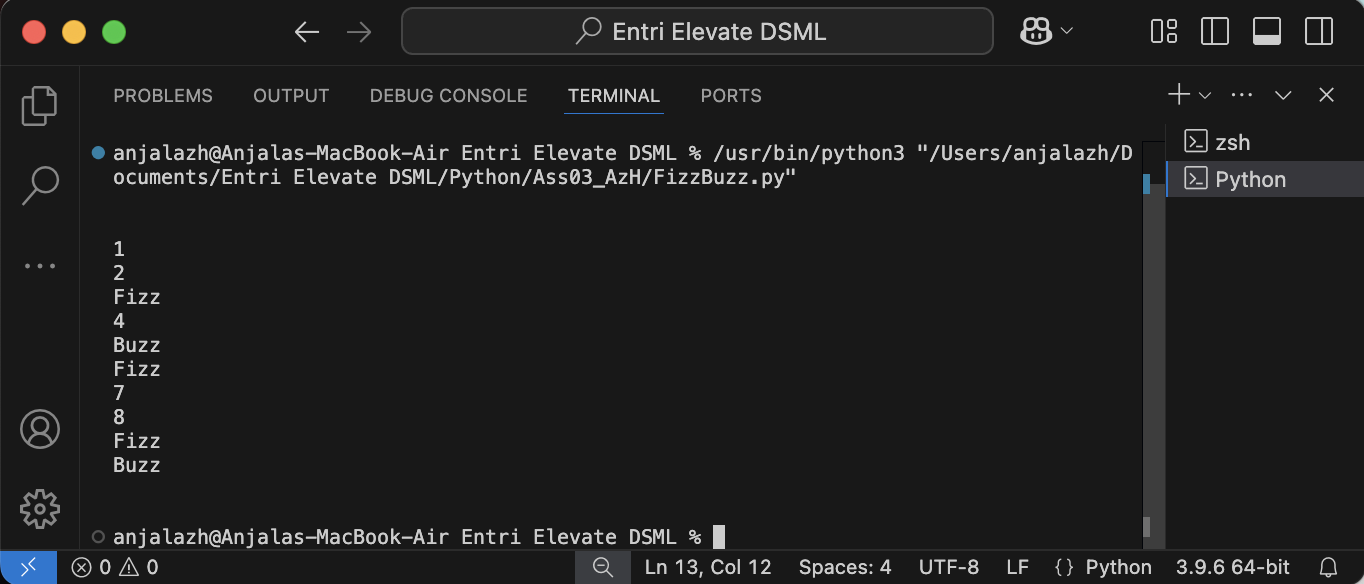 Entri Elevate DSML
PROBLEMS OUTPUT DEBUG CONSOLE TERMINAL PORTS
anjalazh@Anjalas-MacBook-Air Entri Elevate DSML % /usr/bin/python3 "/Users/anjalazh/D
ocuments/Entri Elevate DSML/Python/Ass03_AzH/FizzBuzz.py"
1
2
Fizz
4
Buzz
Fizz
7
8
Fizz
Buzz
anjalazh@Anjalas-MacBook-Air Entri Elevate DSML %
zsh
Python
0 0 Ln 13, Col 12 Spaces: 4 UTF-8 LF {} Python 3.9.6 64-bit